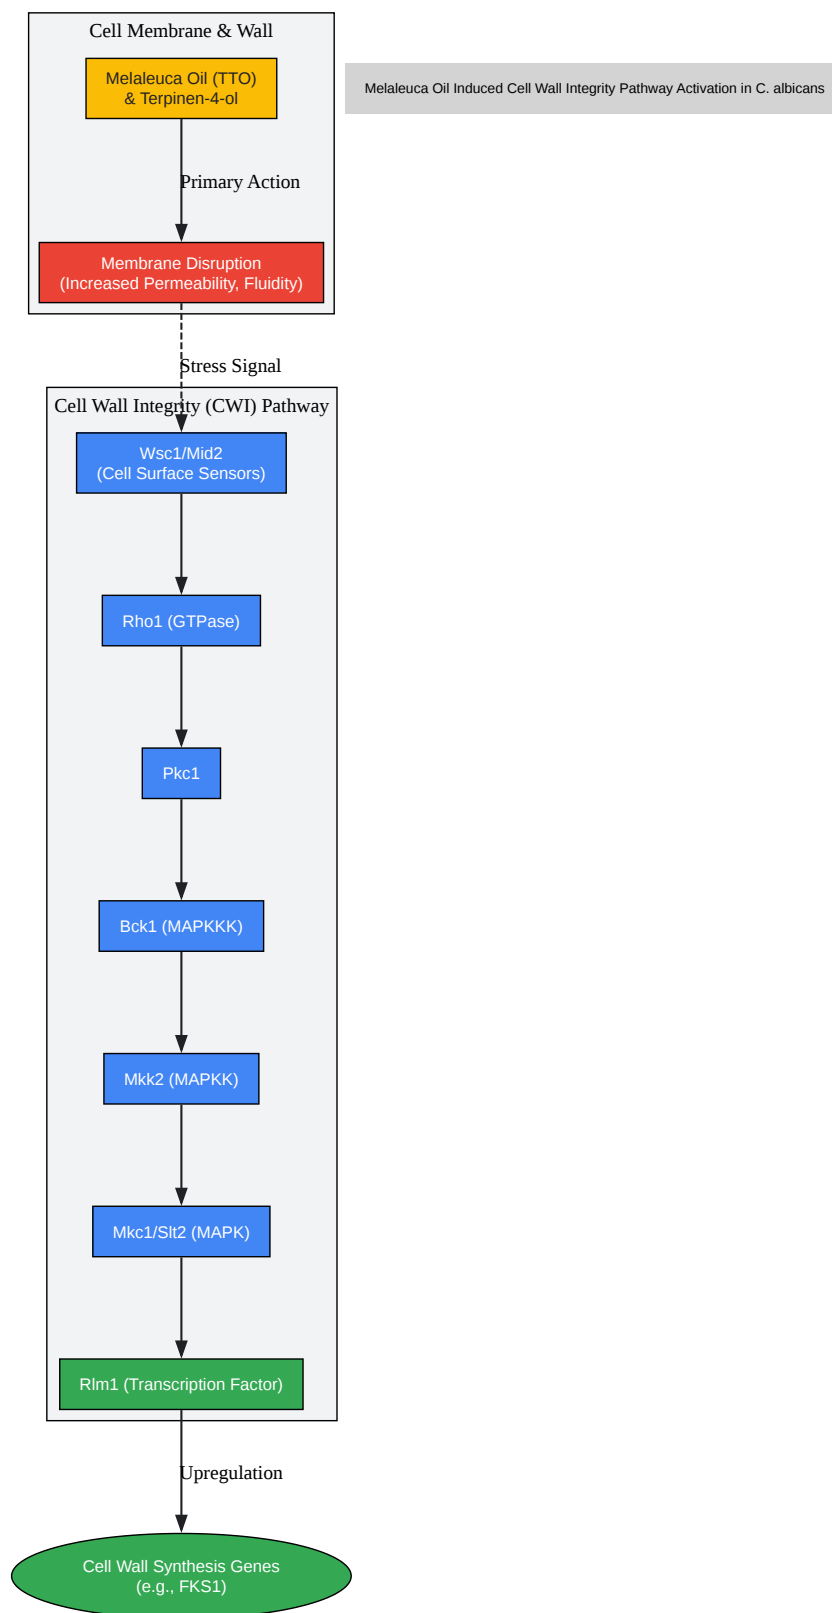 Cell Membrane & Wall
Melaleuca Oil (TTO)
& Terpinen-4-ol
Melaleuca Oil Induced Cell Wall Integrity Pathway Activation in C. albicans
Primary Action
Membrane Disruption
(Increased Permeability, Fluidity)
Stress Signal
Cell Wall Integrity (CWI) Pathway
Wsc1/Mid2
(Cell Surface Sensors)
Rho1 (GTPase)
Pkc1
Bck1 (MAPKKK)
Mkk2 (MAPKK)
Mkc1/Slt2 (MAPK)
Rlm1 (Transcription Factor)
Upregulation
Cell Wall Synthesis Genes
(e.g., FKS1)